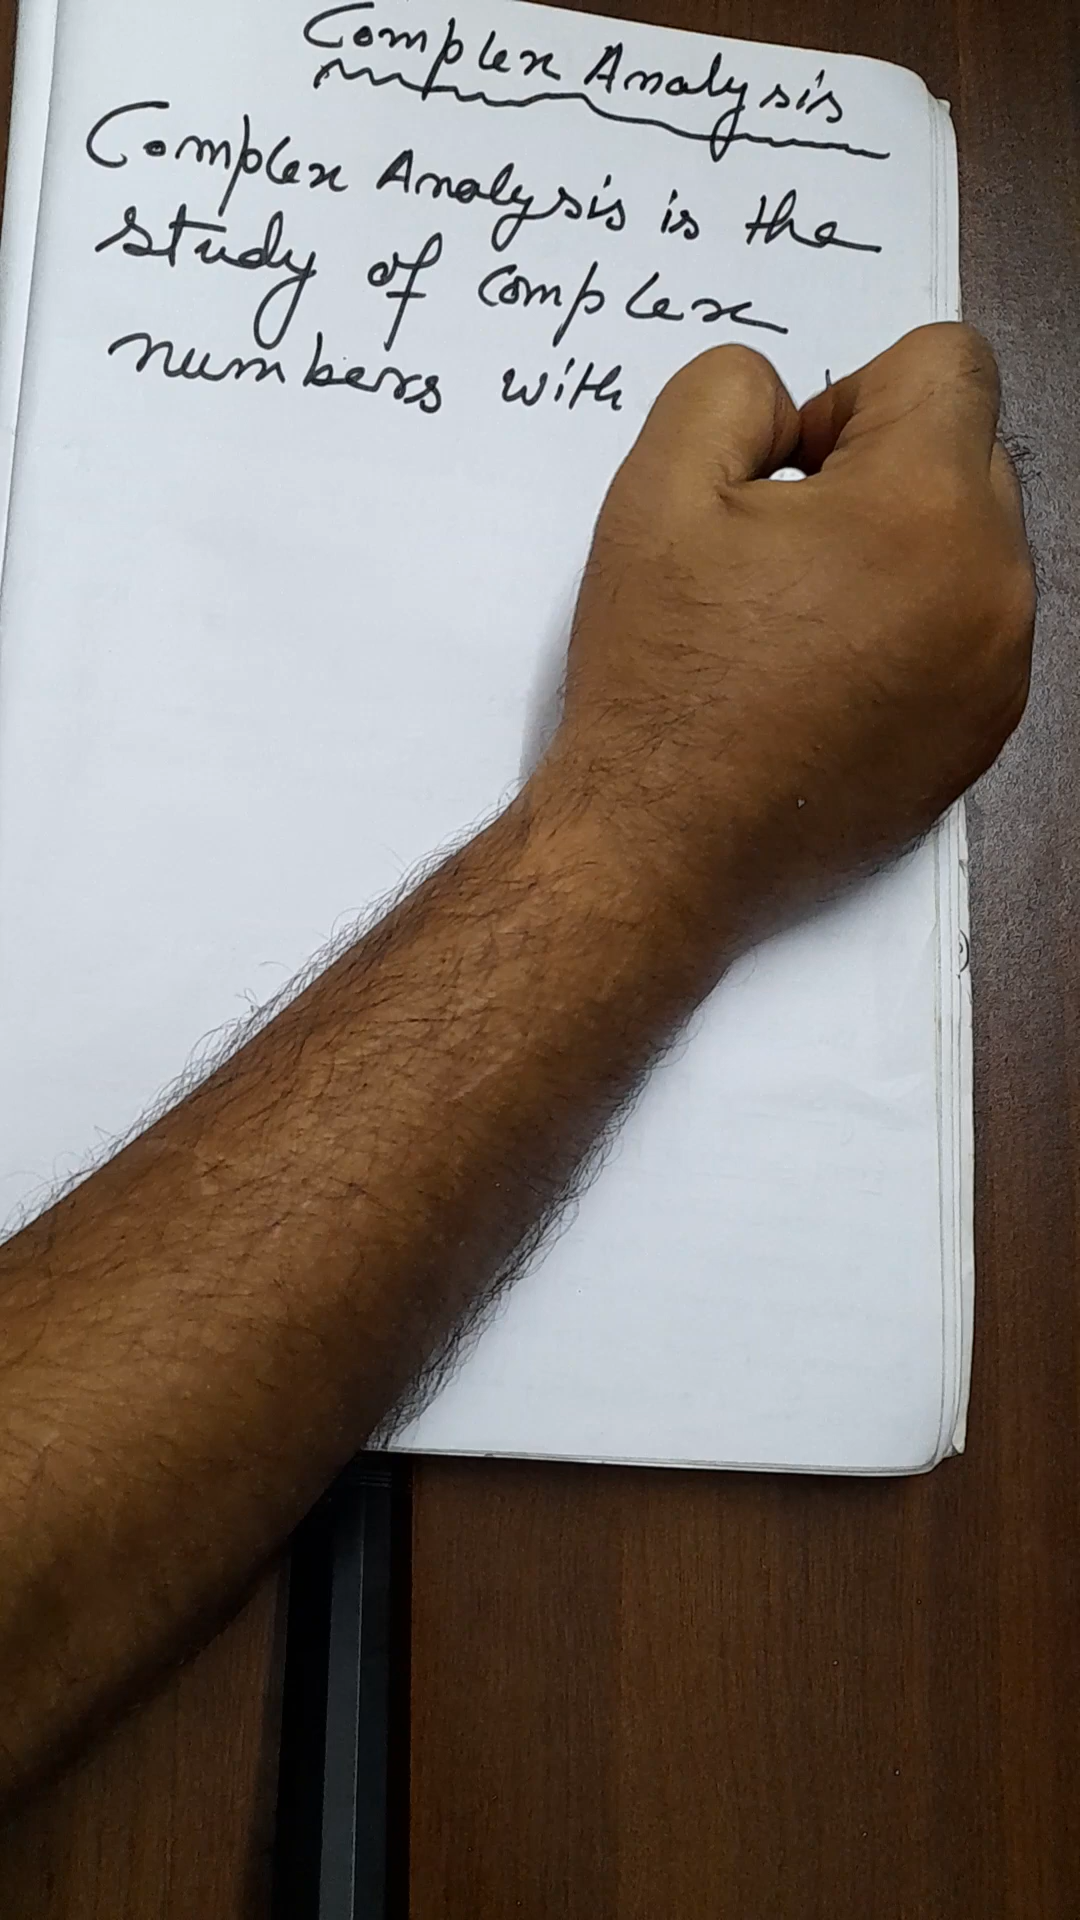 Complex Analysis
Complex Analysis is the
study of complex
numbers with